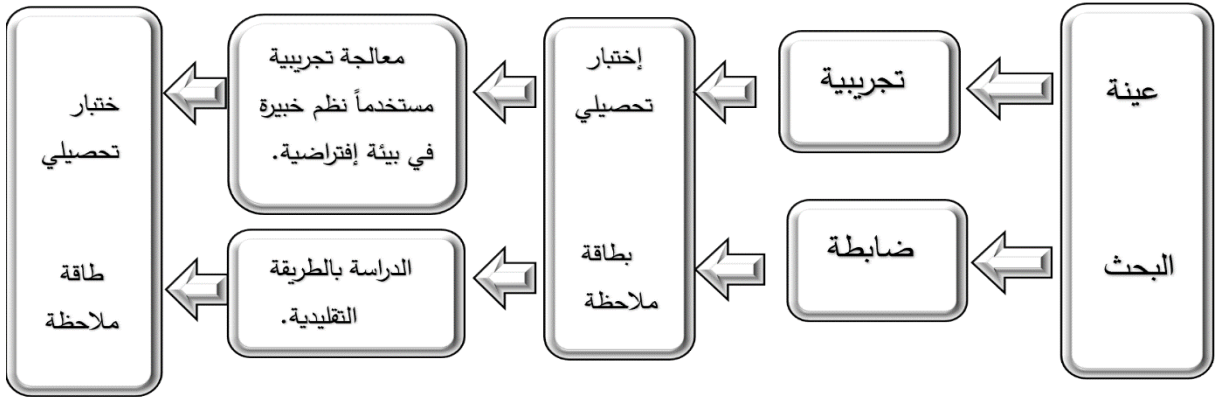 عينة
البحث
تجريبية
ضابطة
إختبار
تحصيلي
بطاقة
ملاحظة
معالجة تجريبية
مستخدماً نظم خبيرة
في بيئة إفتراضية.
الدراسة بالطريقة
التقليدية.
ختبار
تحصيلي
طاقة
ملاحظة